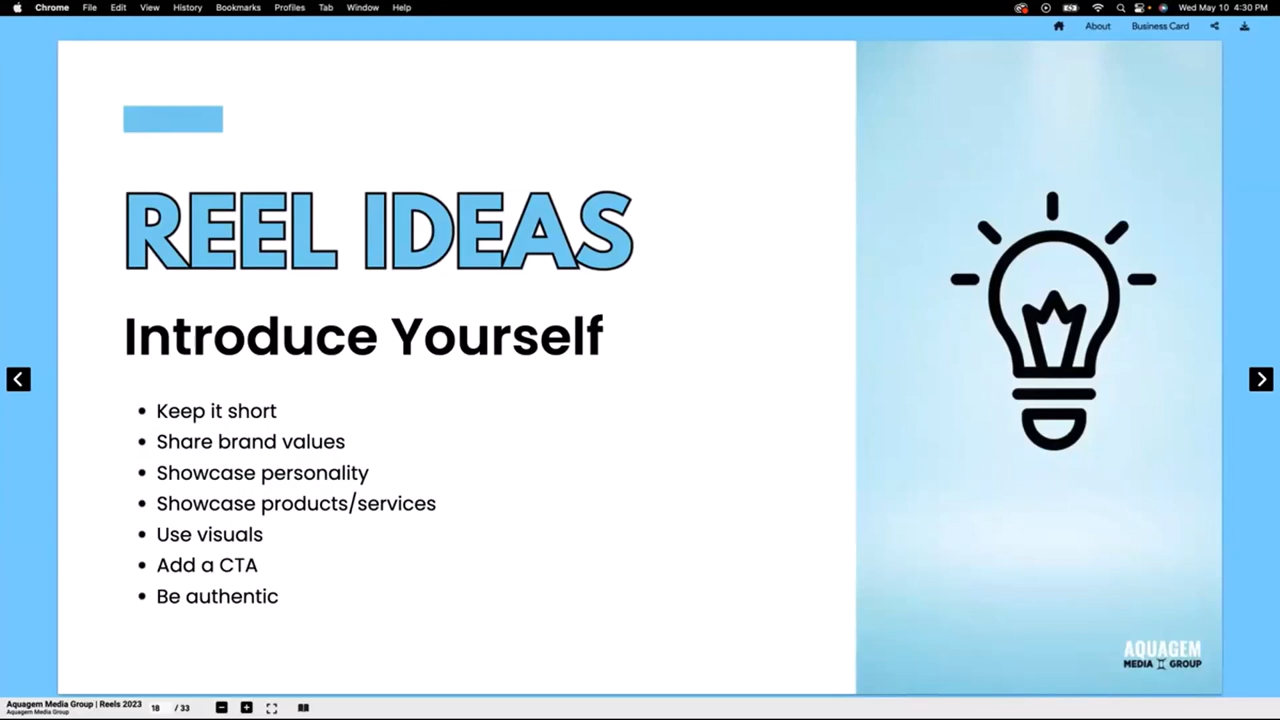 Chrome File Edit View History Bookmarks Profiles Tab Window Help Wed May 10 4:30 PM
About Business Card
REEL IDEAS
Introduce Yourself
• Keep it short
• Share brand values
• Showcase personality
• Showcase products/services
• Use visuals
• Add a CTA
• Be authentic
AQUAGEM
MEDIA GROUP
Aquagem Media Group | Reels 2023 18 / 33
Aquagem Media Group